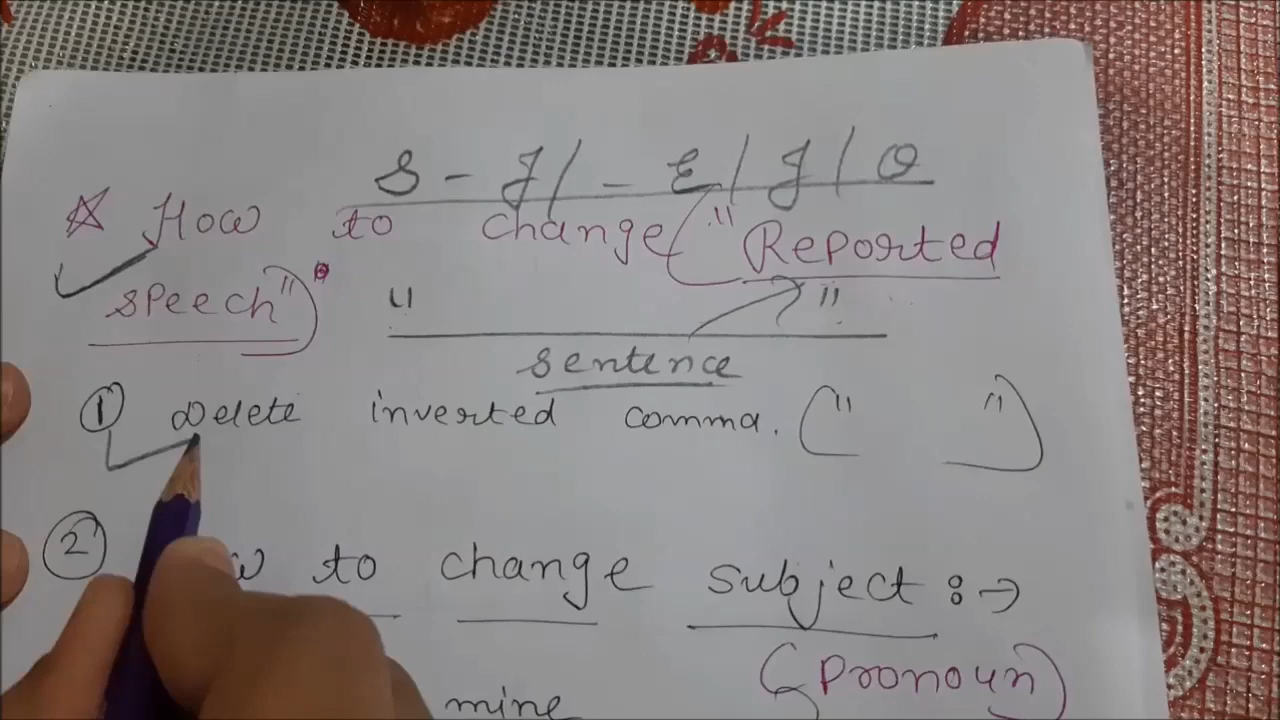 S - I / - E / I / O
☆ How to change ("Reported
speech")
" "
sentence
① Delete inverted comma. (" ")
② to change subject :→
(Pronoun)
mine